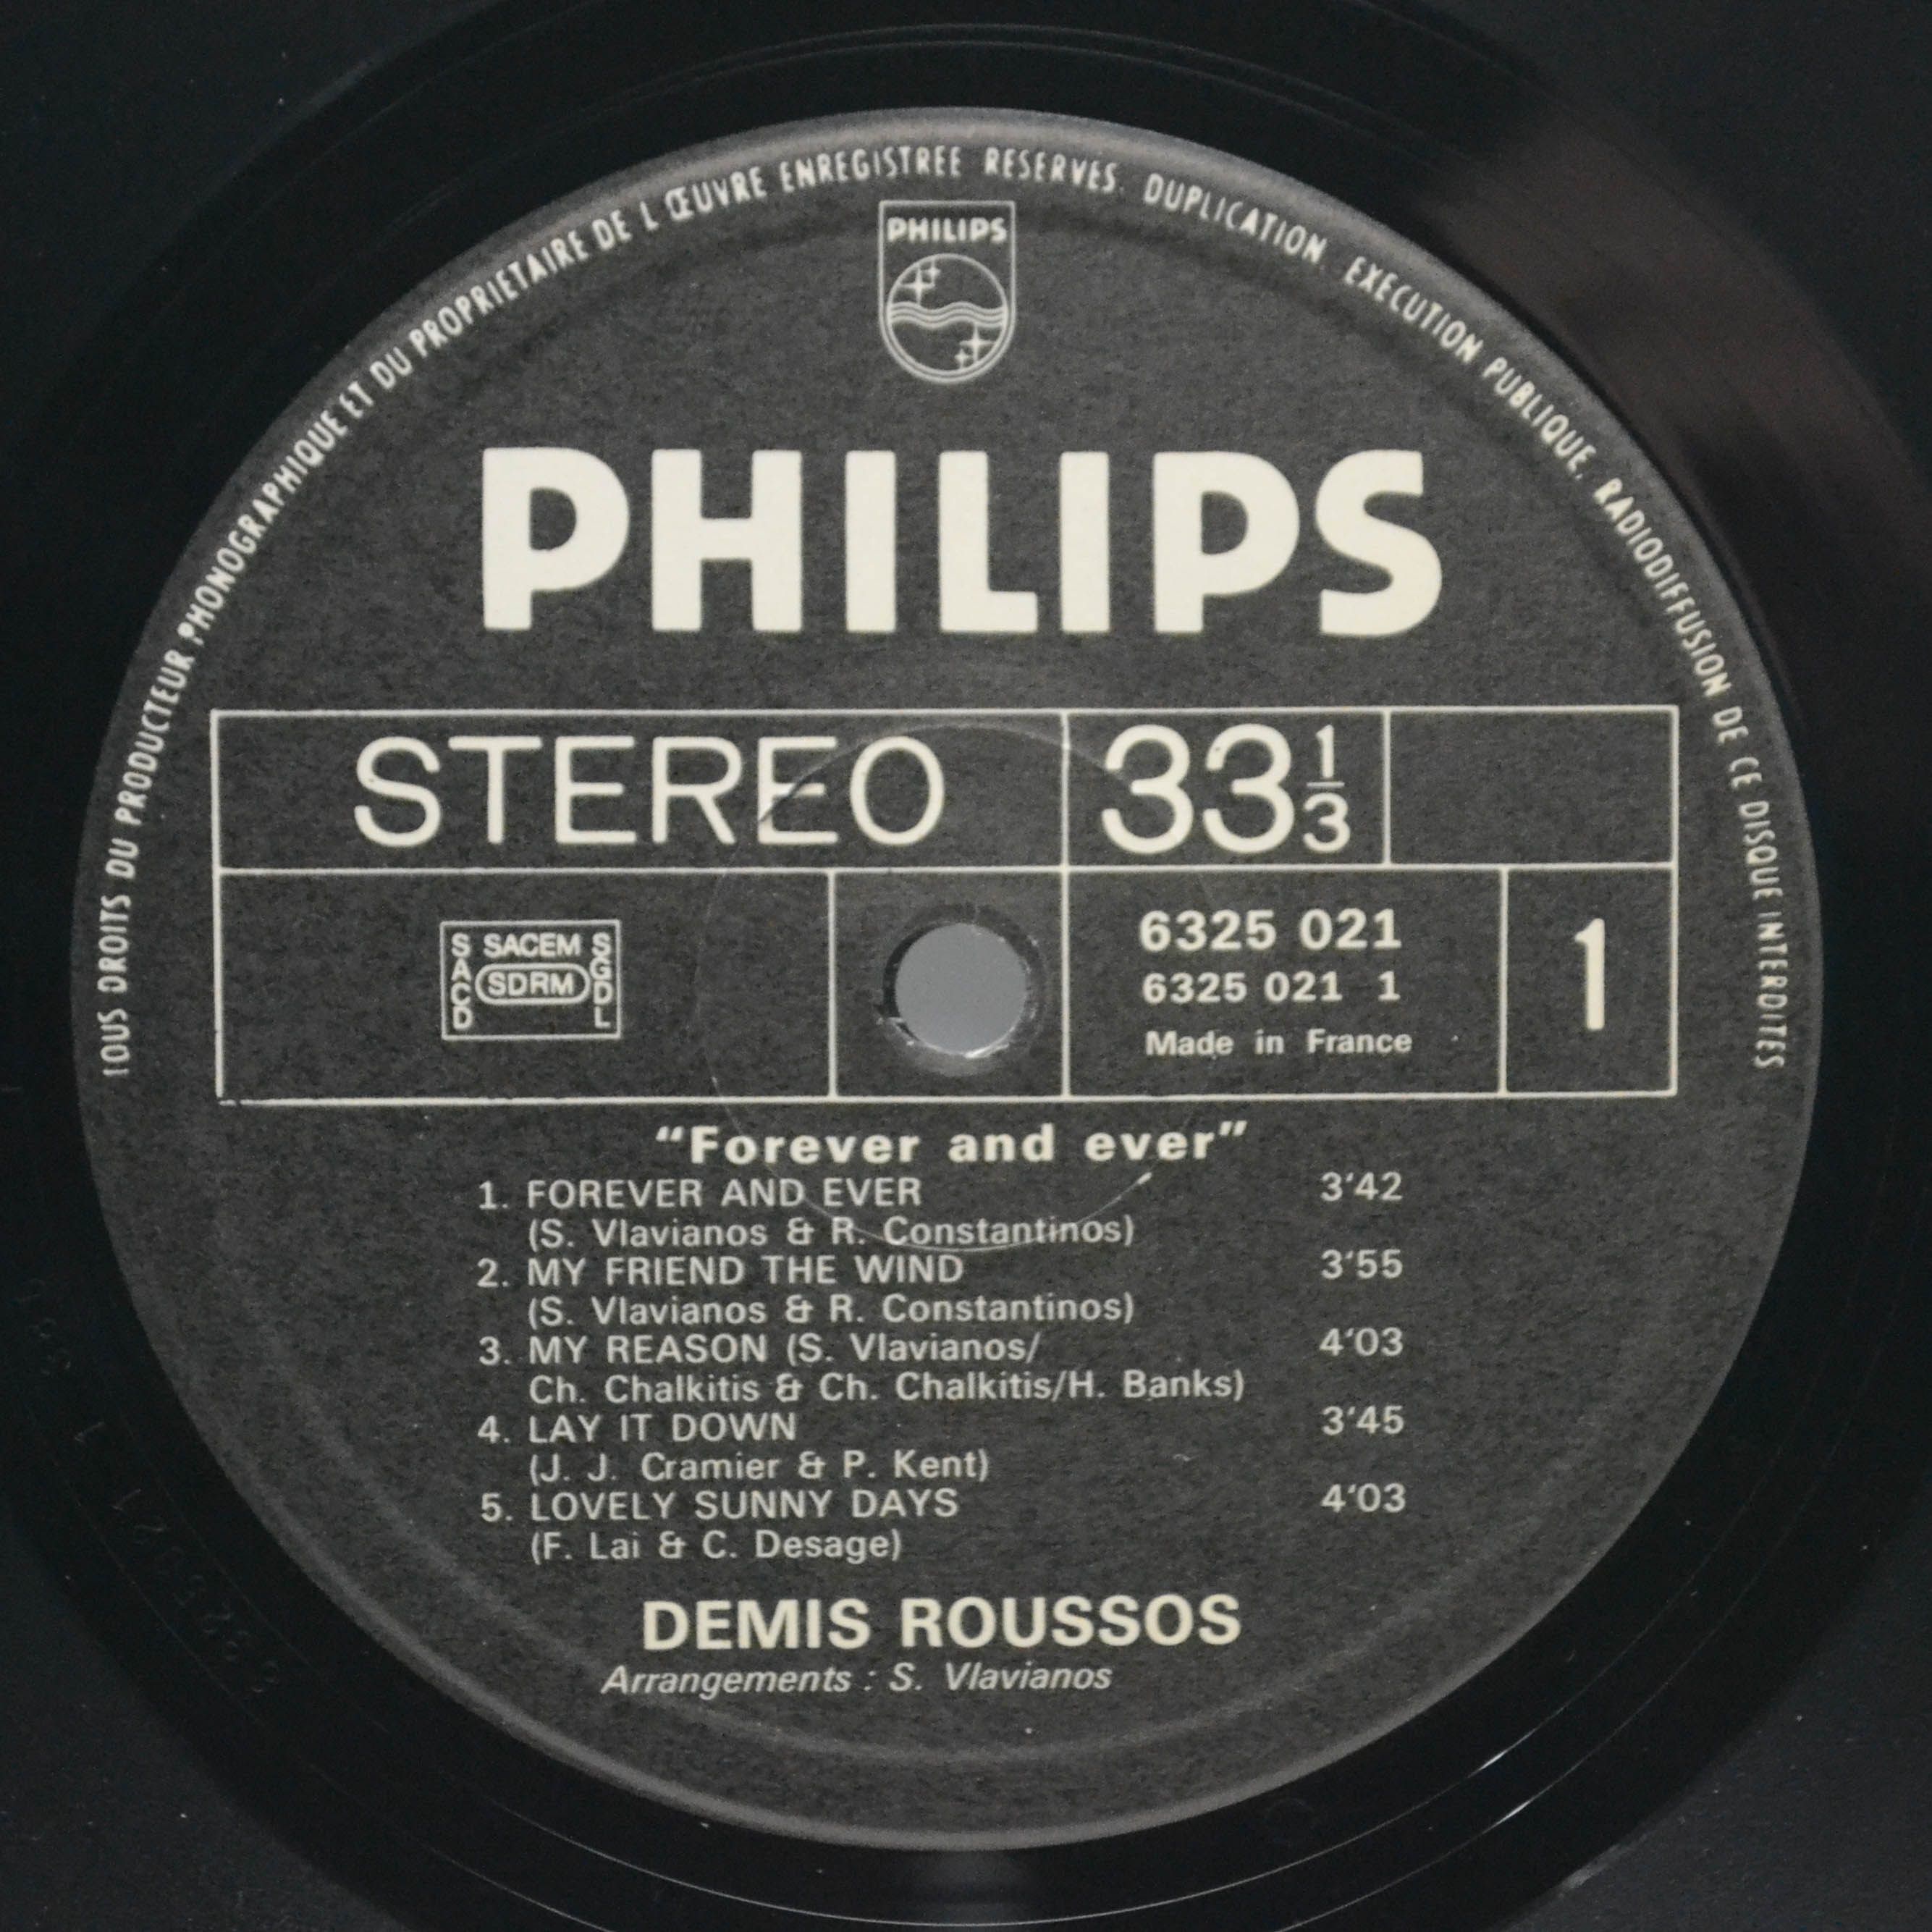 TOUS DROITS DU PRODUCTEUR PHONOGRAPHIQUE ET DU PROPRIETAIRE DE L ŒUVRE ENREGISTREE RESERVES. DUPLICATION. EXECUTION PUBLIQUE. RADIODIFFUSION DE CE DISQUE INTERDITES
PHILIPS
PHILIPS
STEREO 33 1/3
SACD SACEM SGDL
SDRM
6325 021
6325 021 1
Made in France
1
“Forever and ever”
1. FOREVER AND EVER 3'42
(S. Vlavianos & R. Constantinos)
2. MY FRIEND THE WIND 3'55
(S. Vlavianos & R. Constantinos)
3. MY REASON (S. Vlavianos/ 4'03
Ch. Chalkitis & Ch. Chalkitis/H. Banks)
4. LAY IT DOWN 3'45
(J. J. Cramier & P. Kent)
5. LOVELY SUNNY DAYS 4'03
(F. Lai & C. Desage)
DEMIS ROUSSOS
Arrangements : S. Vlavianos